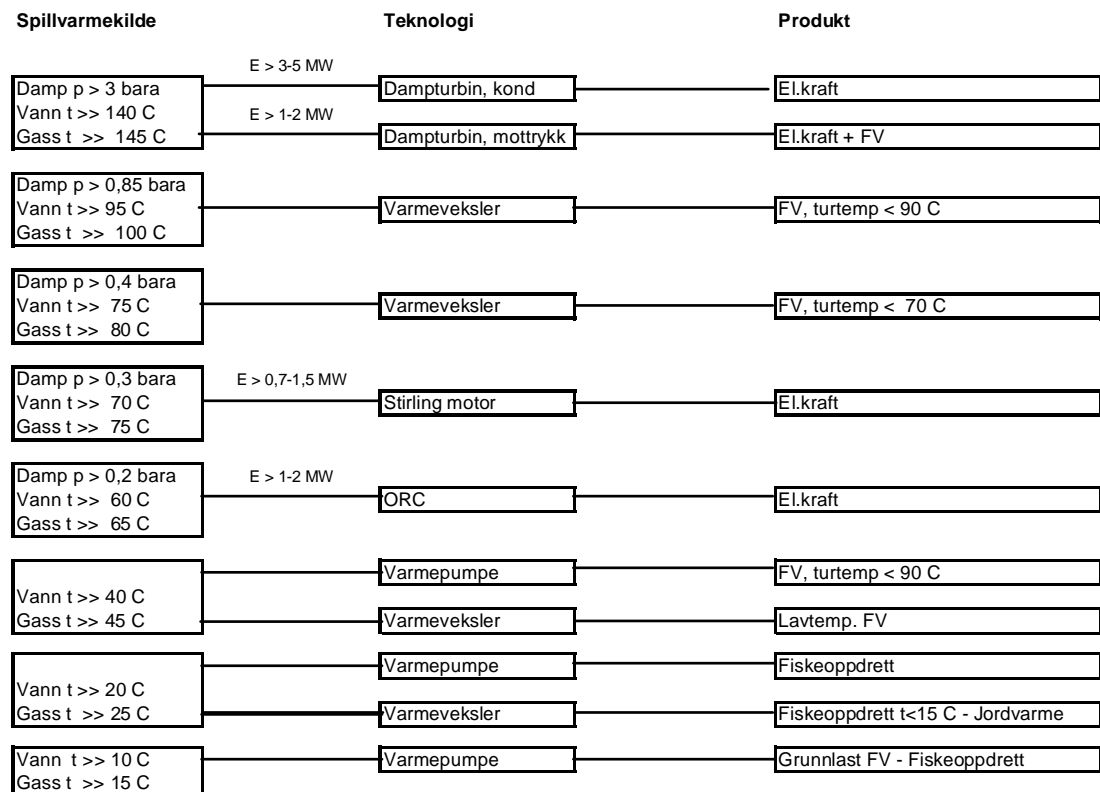 Spillvarmekilde Teknologi Produkt
E > 3-5 MW
Damp p > 3 bara Dampturbin, kond El.kraft
Vann t >> 140 C E > 1-2 MW
Gass t >> 145 C Dampturbin, mottrykk El.kraft + FV
Damp p > 0,85 bara
Vann t >> 95 C Varmeveksler FV, turtemp < 90 C
Gass t >> 100 C
Damp p > 0,4 bara
Vann t >> 75 C Varmeveksler FV, turtemp < 70 C
Gass t >> 80 C
Damp p > 0,3 bara E > 0,7-1,5 MW
Vann t >> 70 C Stirling motor El.kraft
Gass t >> 75 C
Damp p > 0,2 bara E > 1-2 MW
Vann t >> 60 C ORC El.kraft
Gass t >> 65 C
Varmepumpe FV, turtemp < 90 C
Vann t >> 40 C
Gass t >> 45 C Varmeveksler Lavtemp. FV
Varmepumpe Fiskeoppdrett
Vann t >> 20 C
Gass t >> 25 C Varmeveksler Fiskeoppdrett t<15 C - Jordvarme
Vann t >> 10 C Varmepumpe Grunnlast FV - Fiskeoppdrett
Gass t >> 15 C